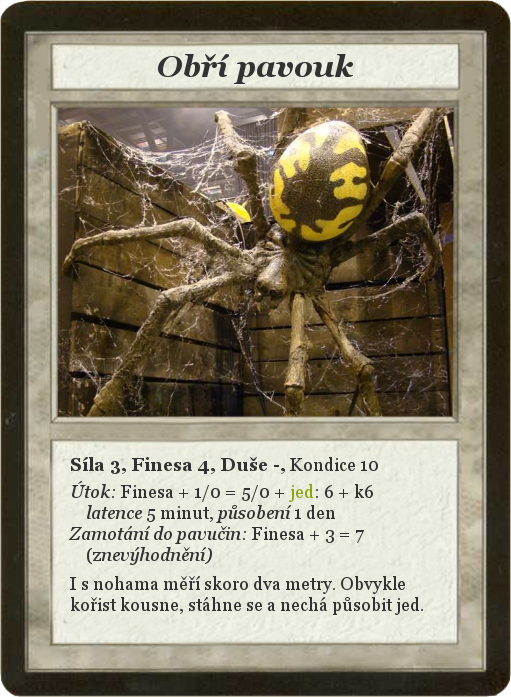 Obří pavouk
Síla 3, Finesa 4, Duše -, Kondice 10
Útok: Finesa + 1/0 = 5/0 + jed: 6 + k6
latence 5 minut, působení 1 den
Zamotání do pavučin: Finesa + 3 = 7
(znevýhodnění)
I s nohama měří skoro dva metry. Obvykle
kořist kousne, stáhne se a nechá působit jed.